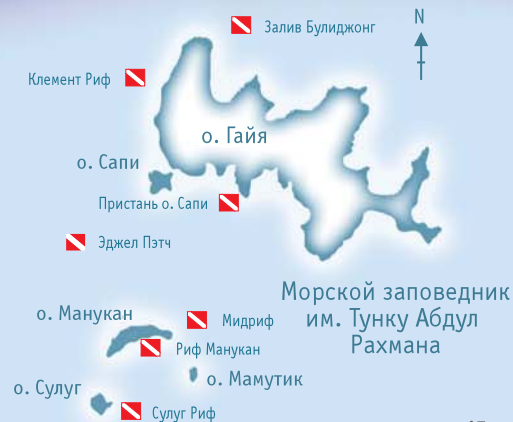 N
Залив Булиджонг
Клемент Риф
о. Гайя
о. Сапи
Пристань о. Сапи
Эджел Пэтч
Морской заповедник
им. Тунку Абдул
Рахмана
о. Манукан
Мидриф
Риф Манукан
о. Мамутик
о. Сулуг
Сулуг Риф